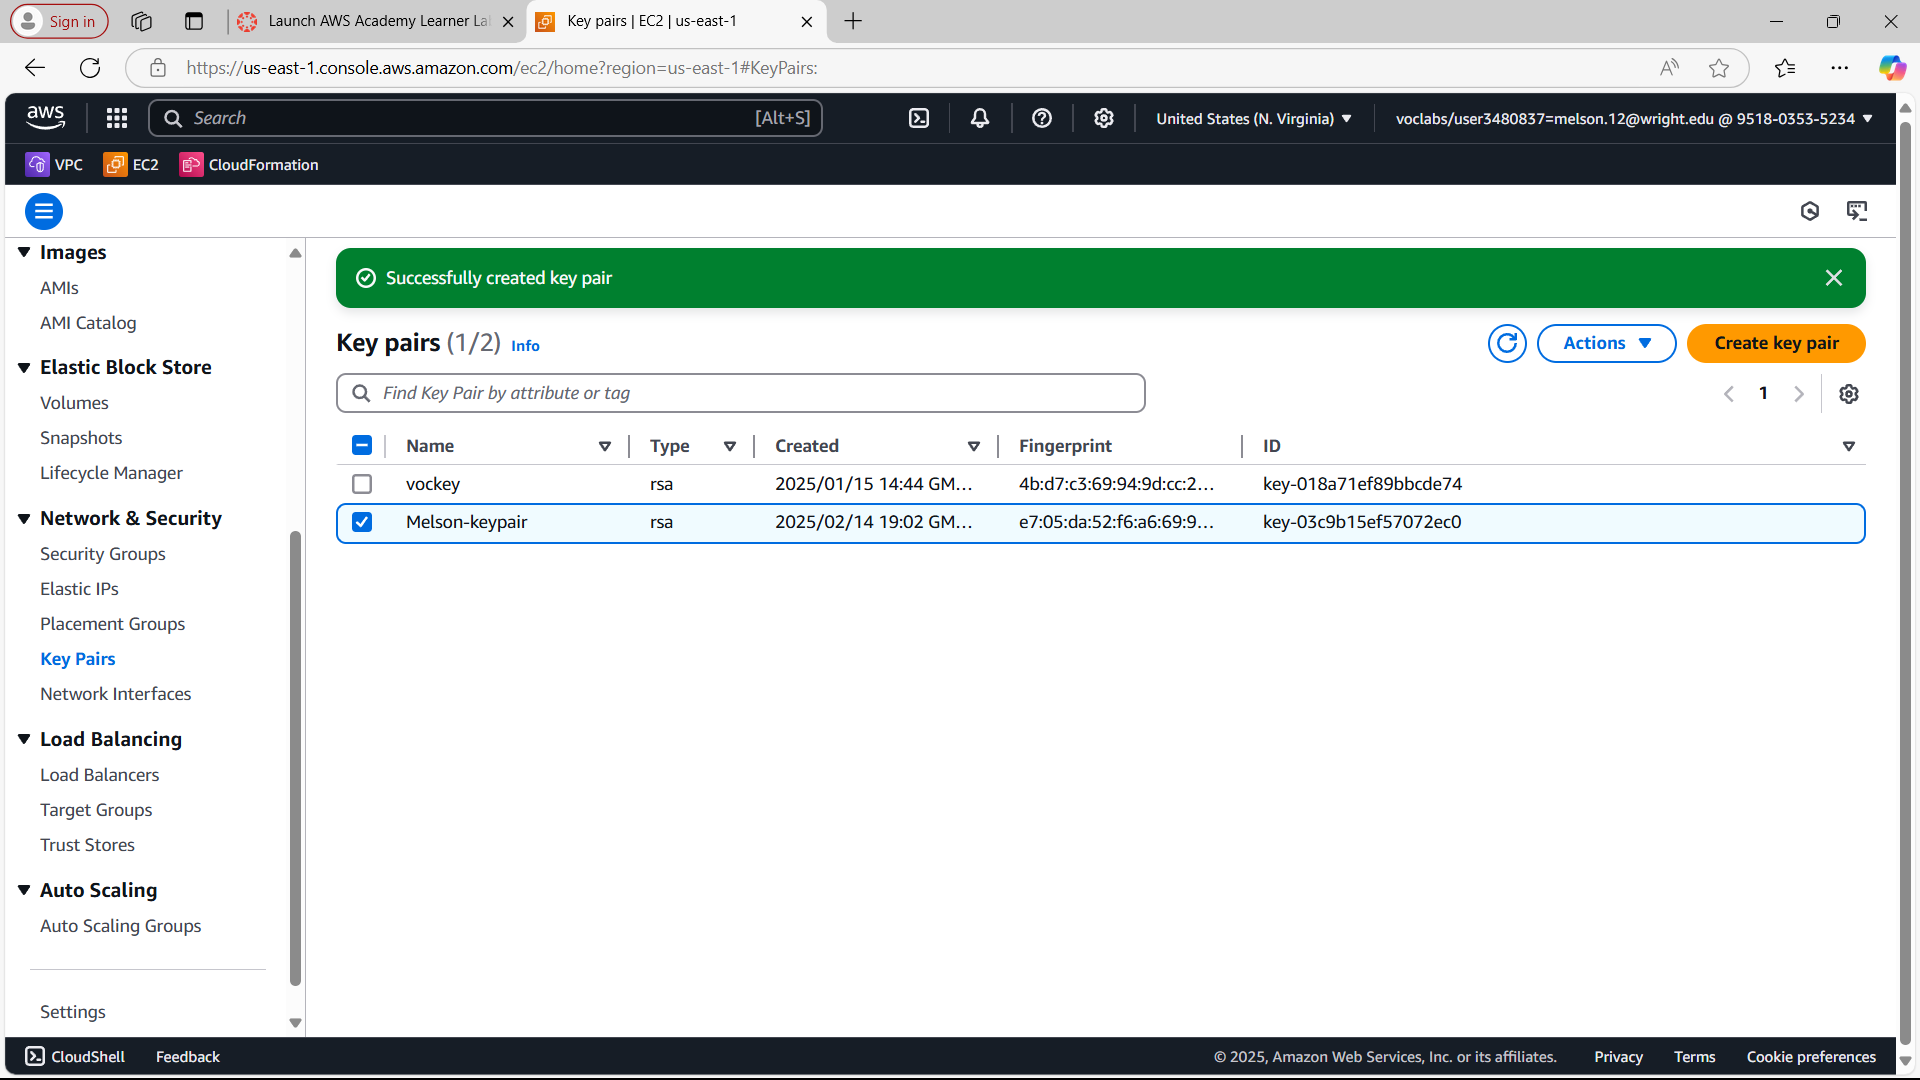 Sign in
Launch AWS Academy Learner La
Key pairs | EC2 | us-east-1
https://us-east-1.console.aws.amazon.com/ec2/home?region=us-east-1#KeyPairs:
aws
Search
[Alt+S]
United States (N. Virginia)
voclabs/user3480837=melson.12@wright.edu @ 9518-0353-5234
VPC
EC2
CloudFormation
Images
AMIs
AMI Catalog
Elastic Block Store
Volumes
Snapshots
Lifecycle Manager
Network & Security
Security Groups
Elastic IPs
Placement Groups
Key Pairs
Network Interfaces
Load Balancing
Load Balancers
Target Groups
Trust Stores
Auto Scaling
Auto Scaling Groups
Settings
Successfully created key pair
Key pairs (1/2) Info
Actions
Create key pair
Find Key Pair by attribute or tag
1
Name Type Created Fingerprint ID
vockey rsa 2025/01/15 14:44 GM... 4b:d7:c3:69:94:9d:cc:2... key-018a71ef89bbcde74
Melson-keypair rsa 2025/02/14 19:02 GM... e7:05:da:52:f6:a6:69:9... key-03c9b15ef57072ec0
CloudShell
Feedback
© 2025, Amazon Web Services, Inc. or its affiliates.
Privacy
Terms
Cookie preferences